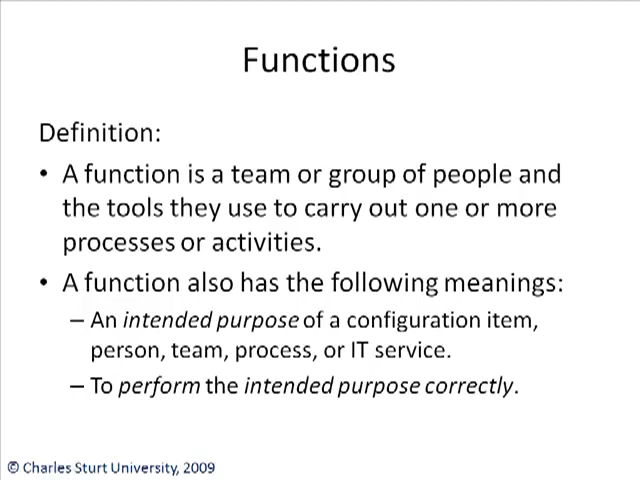 Functions
Definition:
• A function is a team or group of people and
the tools they use to carry out one or more
processes or activities.
• A function also has the following meanings:
– An intended purpose of a configuration item,
person, team, process, or IT service.
– To perform the intended purpose correctly.
© Charles Sturt University, 2009